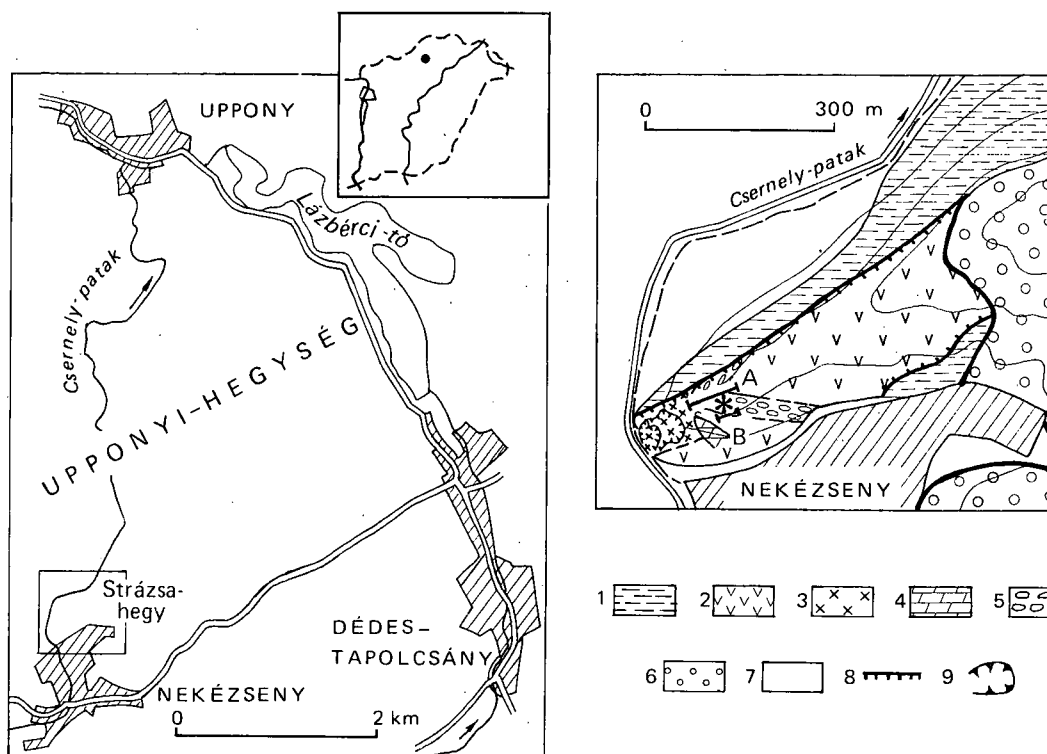 UPPONY
Lázbérci-tó
Csernely-patak
UPPONYI-HEGYSÉG
Strázsa-
hegy
DÉDES-
TAPOLCSÁNY
NEKÉZSENY
0 2 km
0 300 m
Csernely-patak
A
B
NEKÉZSENY
1 2 3 4 5
6 7 8 9